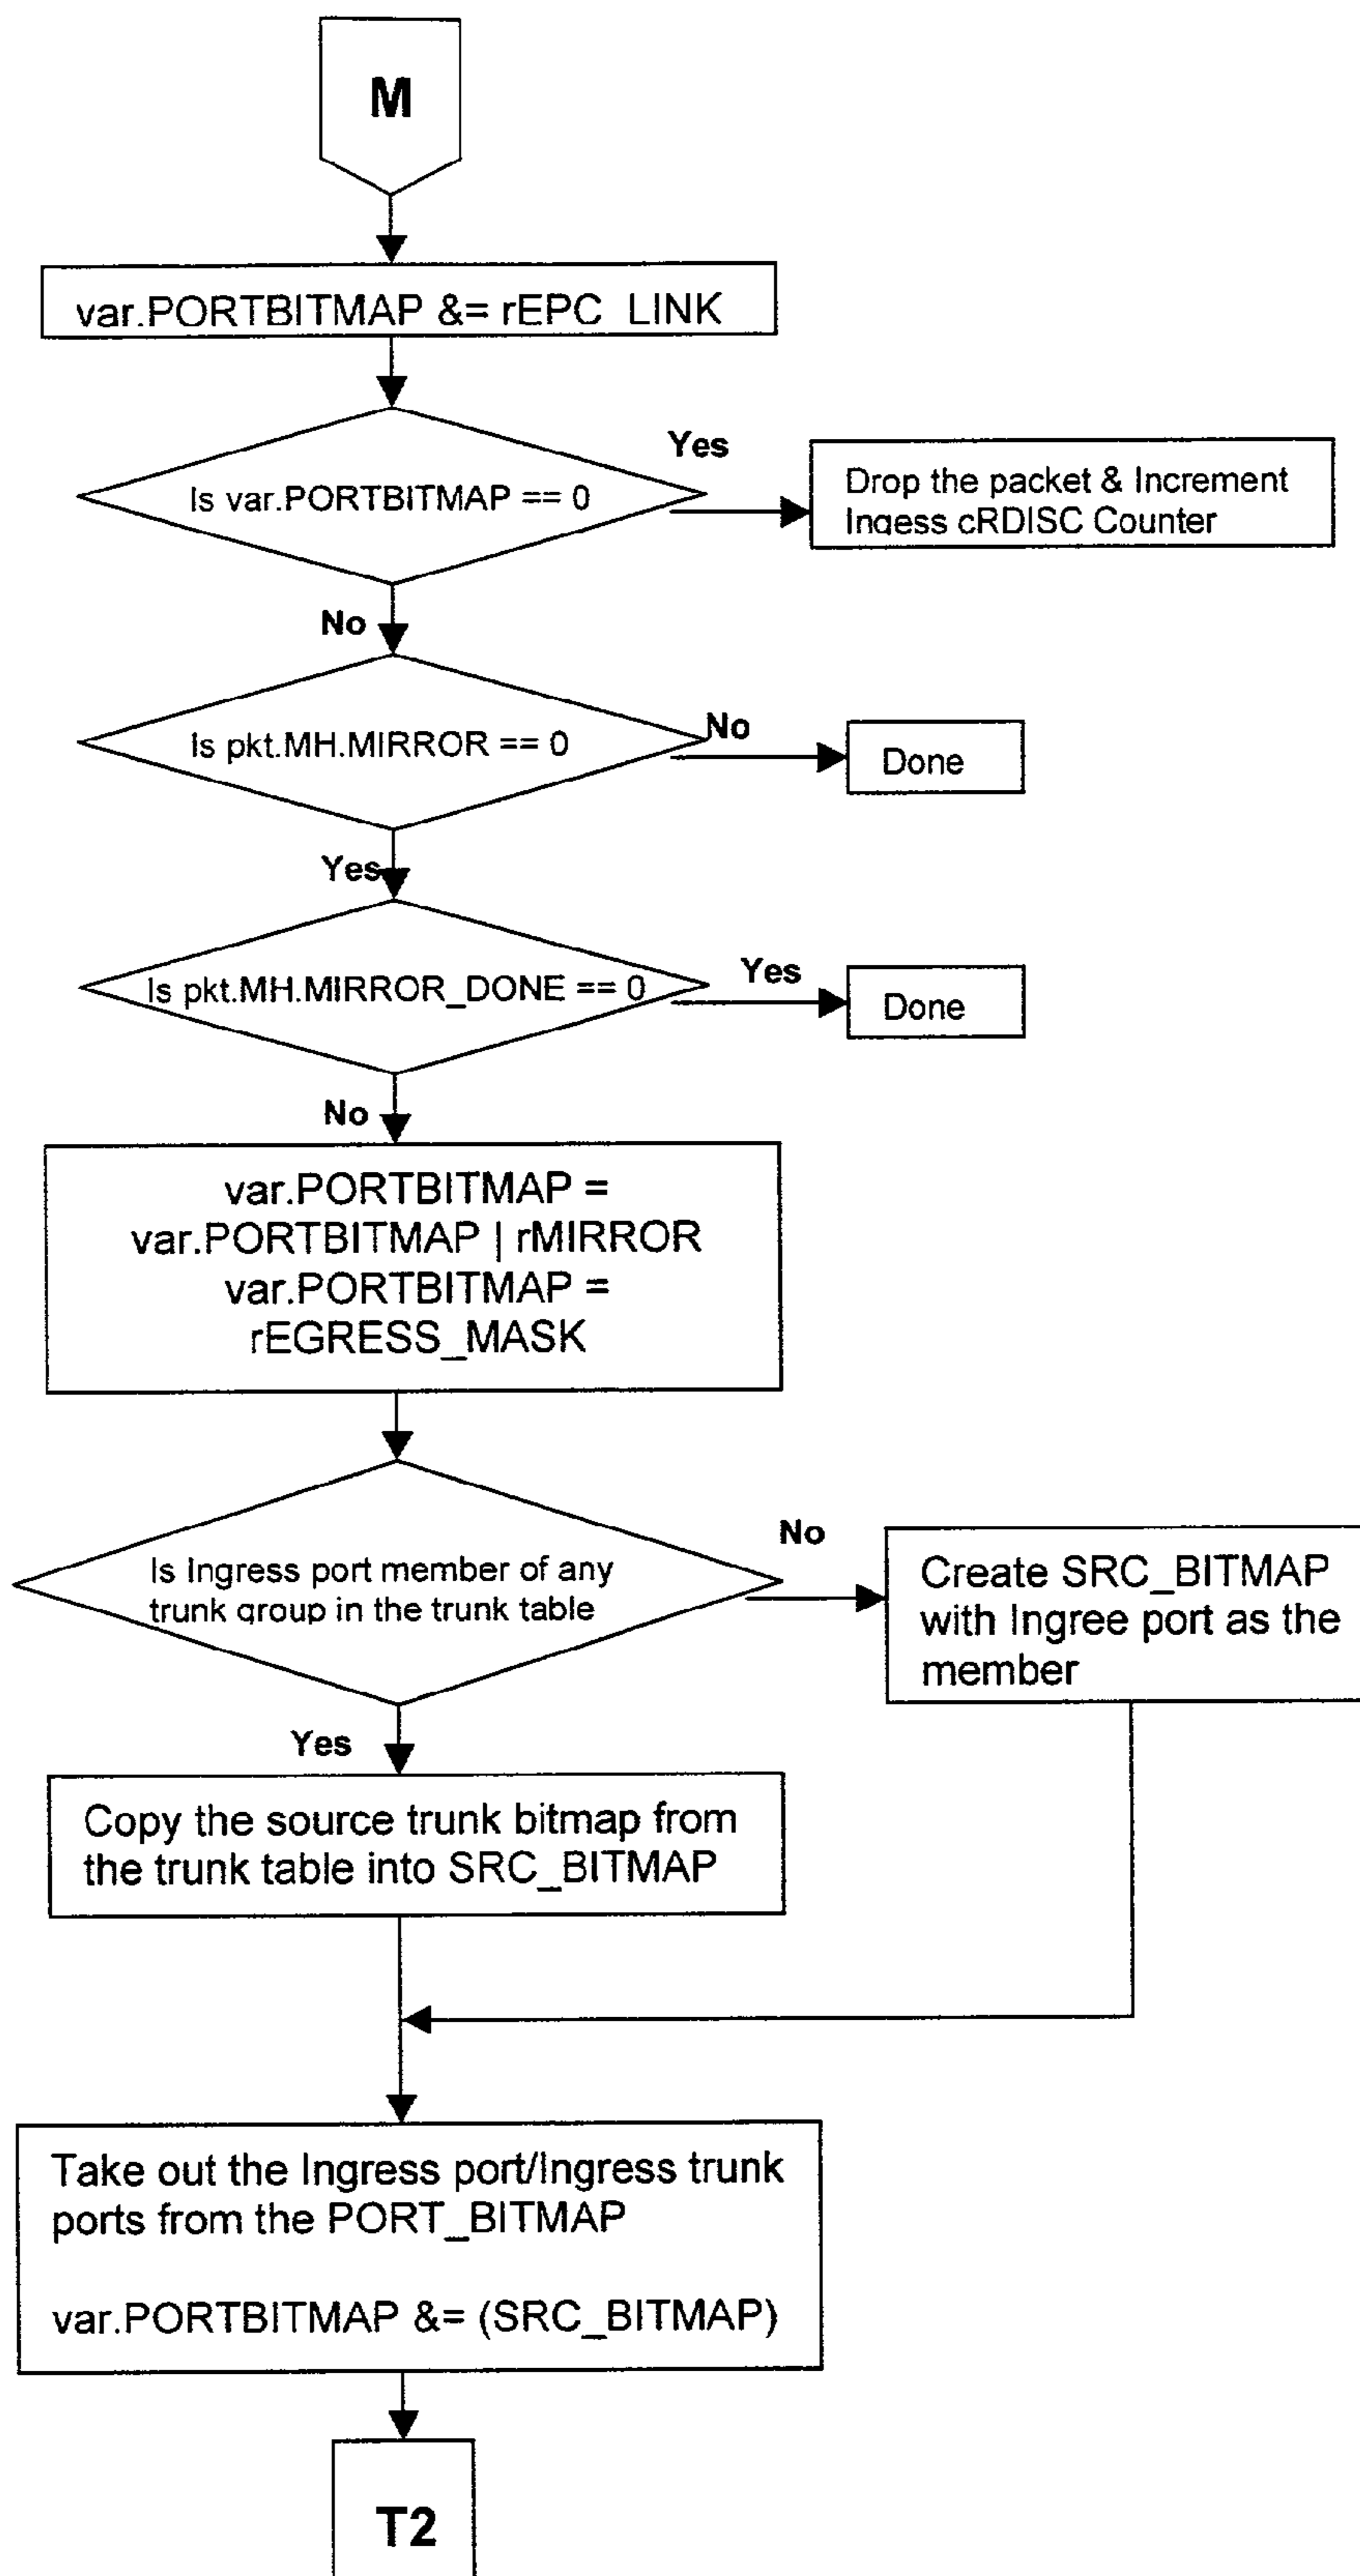 M
var.PORTBITMAP &= rEPC_LINK
Is var.PORTBITMAP == 0
Yes
Drop the packet & Increment
Ingess cRDISC Counter
No
Is pkt.MH.MIRROR == 0
No
Done
Yes
Is pkt.MH.MIRROR_DONE == 0
Yes
Done
No
var.PORTBITMAP =
var.PORTBITMAP | rMIRROR
var.PORTBITMAP =
rEGRESS_MASK
Is Ingress port member of any
trunk group in the trunk table
No
Create SRC_BITMAP
with Ingree port as the
member
Yes
Copy the source trunk bitmap from
the trunk table into SRC_BITMAP
Take out the Ingress port/Ingress trunk
ports from the PORT_BITMAP
var.PORTBITMAP &= (SRC_BITMAP)
T2